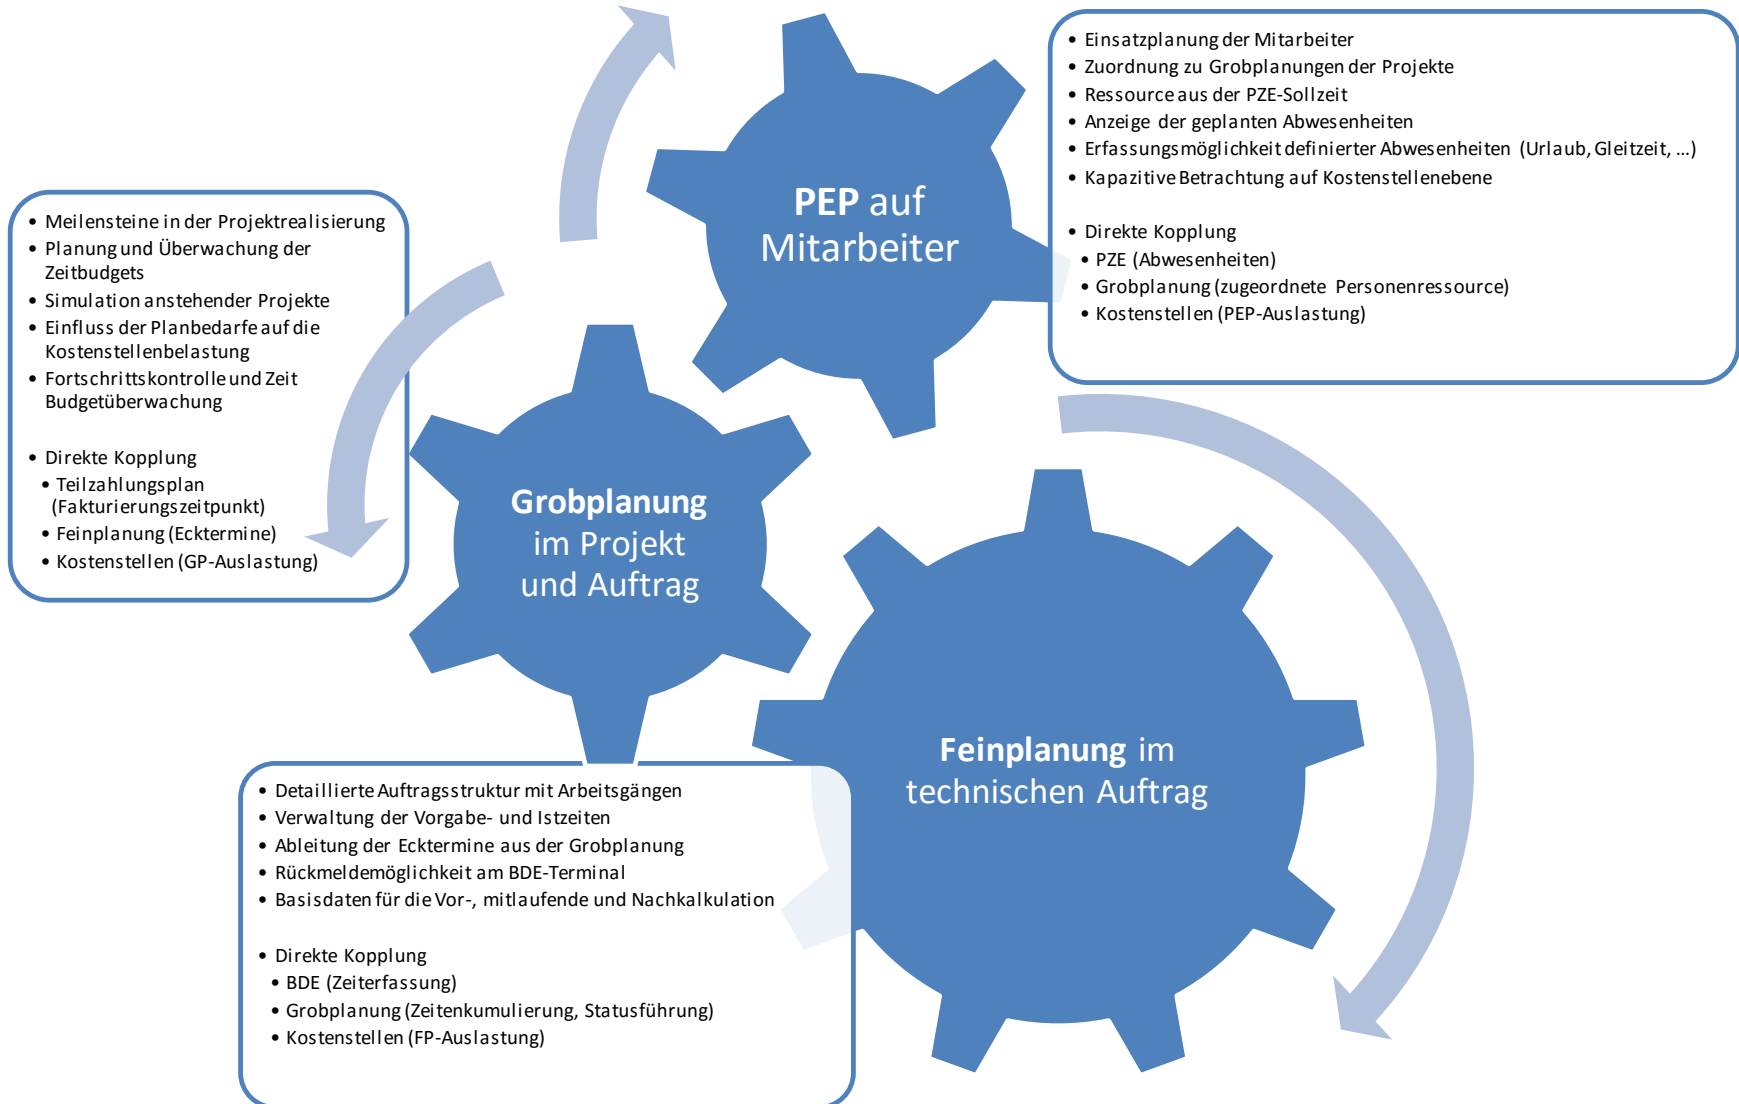 • Einsatzplanung der Mitarbeiter
• Zuordnung zu Grobplanungen der Projekte
• Ressource aus der PZE-Sollzeit
• Anzeige der geplanten Abwesenheiten
• Erfassungsmöglichkeit definierter Abwesenheiten (Urlaub, Gleitzeit, ...)
• Kapazitive Betrachtung auf Kostenstellenebene
• Direkte Kopplung
• PZE (Abwesenheiten)
• Grobplanung (zugeordnete Personenressource)
• Kostenstellen (PEP-Auslastung)
PEP auf
Mitarbeiter
• Meilensteine in der Projektrealisierung
• Planung und Überwachung der
Zeitbudgets
• Simulation anstehender Projekte
• Einfluss der Planbedarfe auf die
Kostenstellenbelastung
• Fortschrittskontrolle und Zeit
Budgetüberwachung
• Direkte Kopplung
• Teilzahlungsplan
(Fakturierungszeitpunkt)
• Feinplanung (Ecktermine)
• Kostenstellen (GP-Auslastung)
Grobplanung
im Projekt
und Auftrag
Feinplanung im
technischen Auftrag
• Detaillierte Auftragsstruktur mit Arbeitsgängen
• Verwaltung der Vorgabe- und Istzeiten
• Ableitung der Ecktermine aus der Grobplanung
• Rückmeldemöglichkeit am BDE-Terminal
• Basisdaten für die Vor-, mitlaufende und Nachkalkulation
• Direkte Kopplung
• BDE (Zeiterfassung)
• Grobplanung (Zeitenkumulierung, Statusführung)
• Kostenstellen (FP-Auslastung)